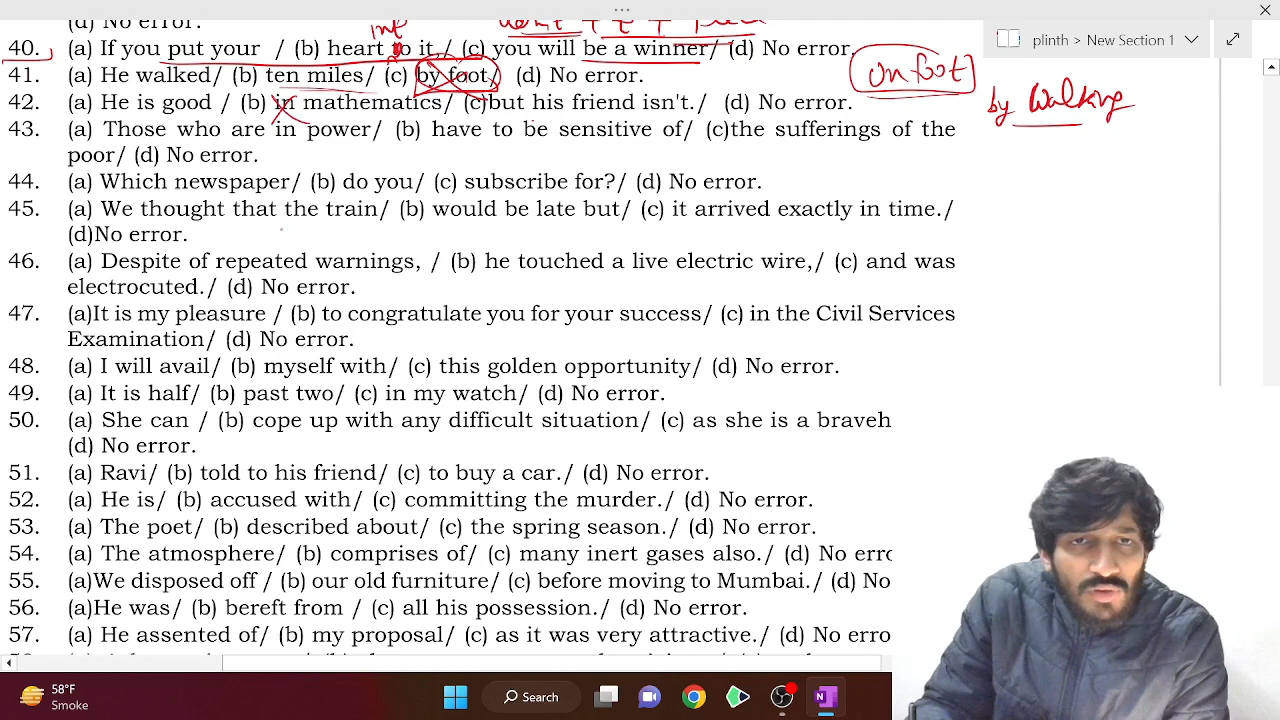 (d) No error.
40. (a) If you put your / (b) heart to it / (c) you will be a winner/ (d) No error.
41. (a) He walked/ (b) ten miles/ (c) by foot/ (d) No error.
on foot
by walking
42. (a) He is good / (b) in mathematics/ (c)but his friend isn't./ (d) No error.
43. (a) Those who are in power/ (b) have to be sensitive of/ (c)the sufferings of the
poor/ (d) No error.
44. (a) Which newspaper/ (b) do you/ (c) subscribe for?/ (d) No error.
45. (a) We thought that the train/ (b) would be late but/ (c) it arrived exactly in time./
(d)No error.
46. (a) Despite of repeated warnings, / (b) he touched a live electric wire,/ (c) and was
electrocuted./ (d) No error.
47. (a)It is my pleasure / (b) to congratulate you for your success/ (c) in the Civil Services
Examination/ (d) No error.
48. (a) I will avail/ (b) myself with/ (c) this golden opportunity/ (d) No error.
49. (a) It is half/ (b) past two/ (c) in my watch/ (d) No error.
50. (a) She can / (b) cope up with any difficult situation/ (c) as she is a braveh
(d) No error.
51. (a) Ravi/ (b) told to his friend/ (c) to buy a car./ (d) No error.
52. (a) He is/ (b) accused with/ (c) committing the murder./ (d) No error.
53. (a) The poet/ (b) described about/ (c) the spring season./ (d) No error.
54. (a) The atmosphere/ (b) comprises of/ (c) many inert gases also./ (d) No erro
55. (a)We disposed off / (b) our old furniture/ (c) before moving to Mumbai./ (d) No
56. (a)He was/ (b) bereft from / (c) all his possession./ (d) No error.
57. (a) He assented of/ (b) my proposal/ (c) as it was very attractive./ (d) No erro
plinth > New Section 1
58°F
Smoke
Search